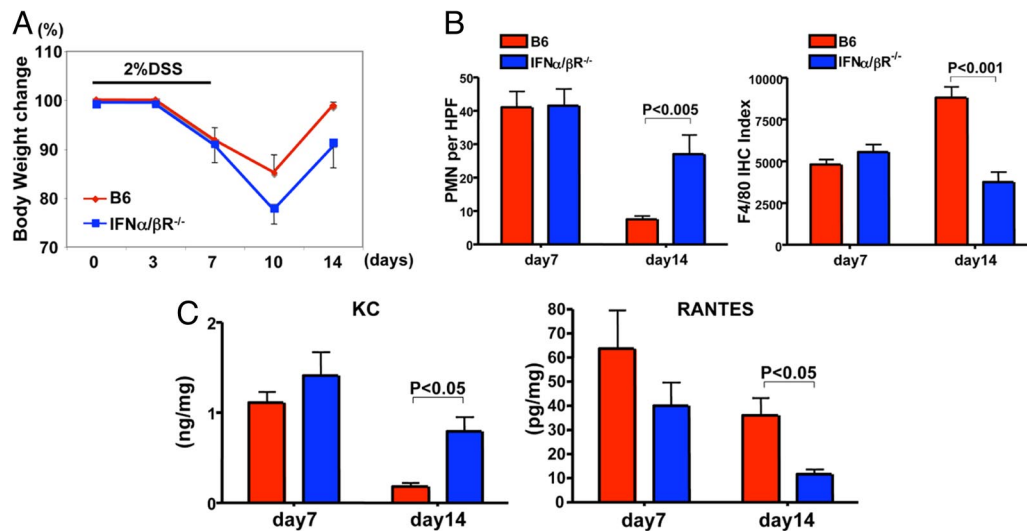 A (%)
Body Weight change
110
100
90
80
70
2%DSS
B6
IFNα/βR-/-
0 3 7 10 14 (days)
B
B6
IFNα/βR-/-
PMN per HPF
50
40
30
20
10
0
P<0.005
day7 day14
B6
IFNα/βR-/-
F4/80 IHC Index
10000
7500
5000
2500
0
P<0.001
day7 day14
C
KC
(ng/mg)
2
1
0
P<0.05
day7 day14
RANTES
(pg/mg)
80
70
60
50
40
30
20
10
0
P<0.05
day7 day14